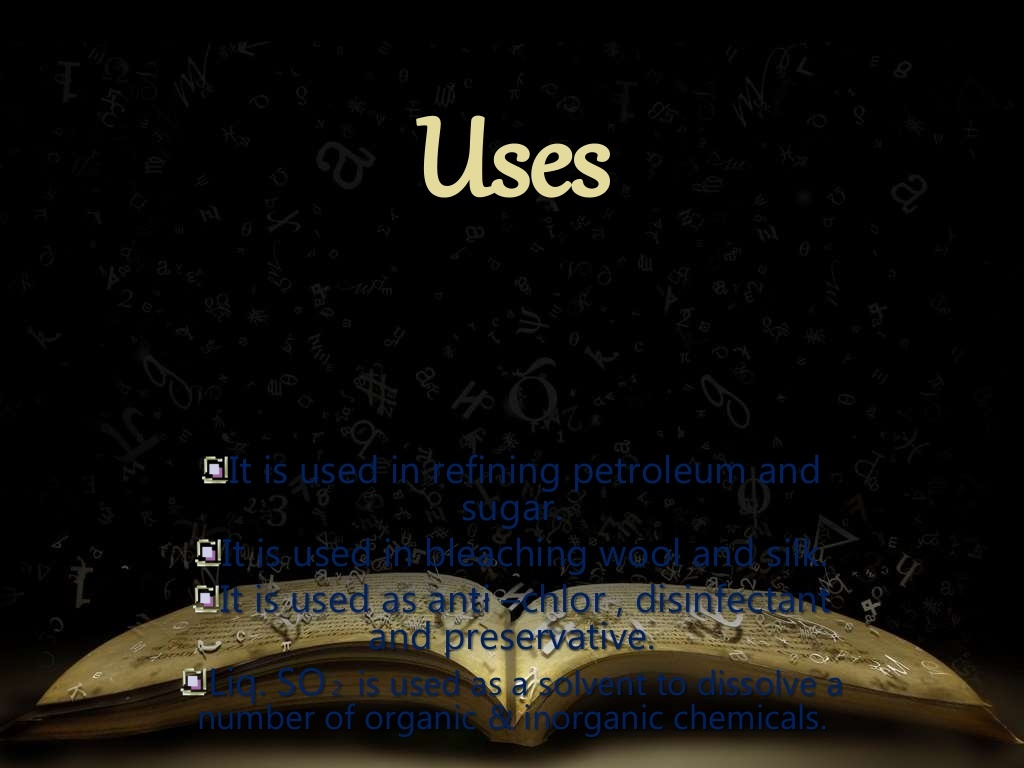 Uses
It is used in refining petroleum and
sugar.
It is used in bleaching wool and silk.
It is used as anti – chlor , disinfectant
and preservative.
Liq. SO₂ is used as a solvent to dissolve a
number of organic & inorganic chemicals.